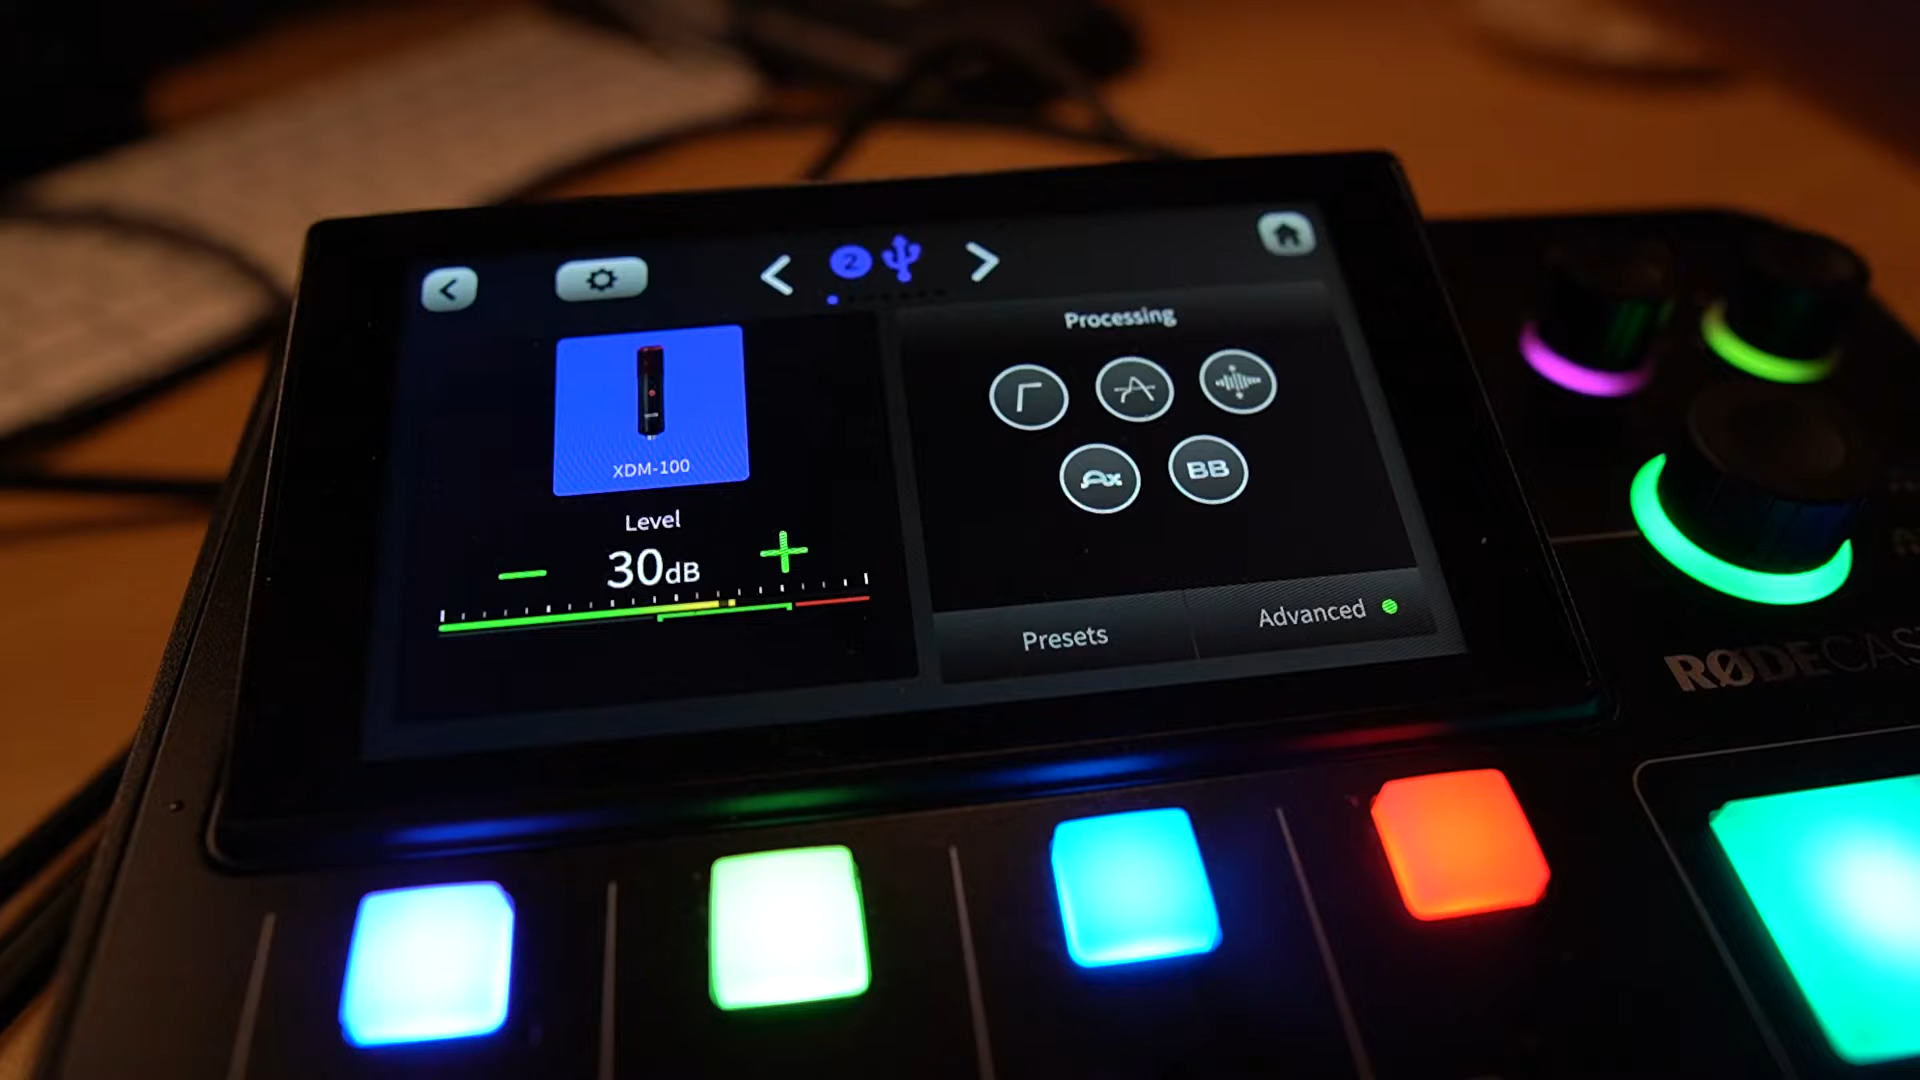 2
Processing
XDM-100
BB
Level
30dB
Presets
Advanced
RØDECAS